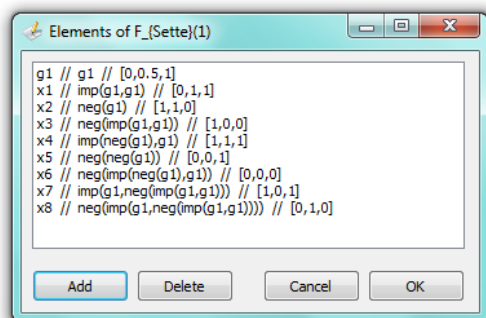 Elements of F_{Sette}(1)
g1 // g1 // [0,0.5,1]
x1 // imp(g1,g1) // [0,1,1]
x2 // neg(g1) // [1,1,0]
x3 // neg(imp(g1,g1)) // [1,0,0]
x4 // imp(neg(g1),g1) // [1,1,1]
x5 // neg(neg(g1)) // [0,0,1]
x6 // neg(imp(neg(g1),g1)) // [0,0,0]
x7 // imp(g1,neg(imp(g1,g1))) // [1,0,1]
x8 // neg(imp(g1,neg(imp(g1,g1)))) // [0,1,0]
Add Delete Cancel OK